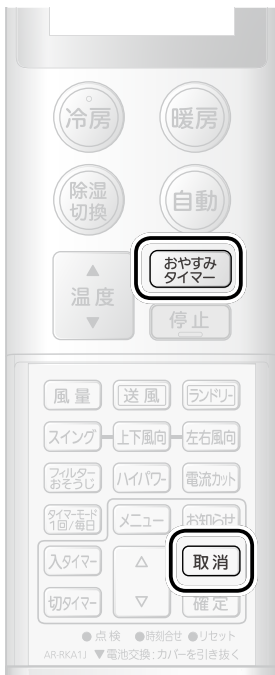 冷房 暖房
除湿
切換
自動
おやすみ
タイマー
▲
温度
▼
停止
風量 送風 ランドリー
スイング 上下風向 左右風向
フィルター
おそうじ
ハイパワー 電流カット
タイマーモード
1回/毎日
メニュー お知らせ
入タイマー △ 取消
切タイマー ▽ 確定
●点検 ●時刻合せ ●リセット
AR-RKA1J ▼電池交換:カバーを引き抜く